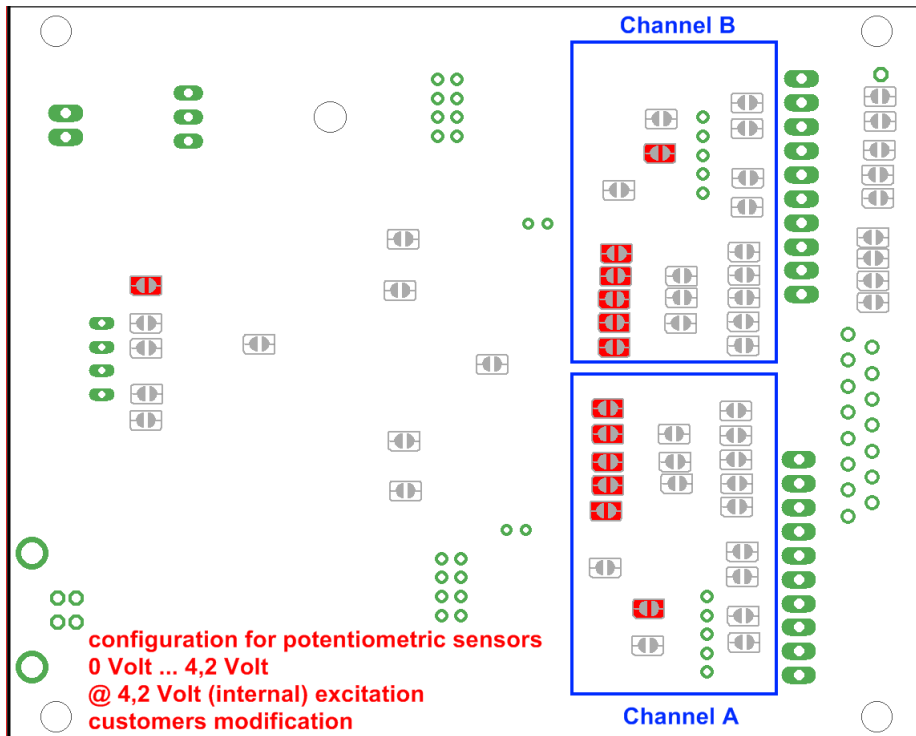 Channel B
configuration for potentiometric sensors
0 Volt ... 4,2 Volt
@ 4,2 Volt (internal) excitation
customers modification
Channel A